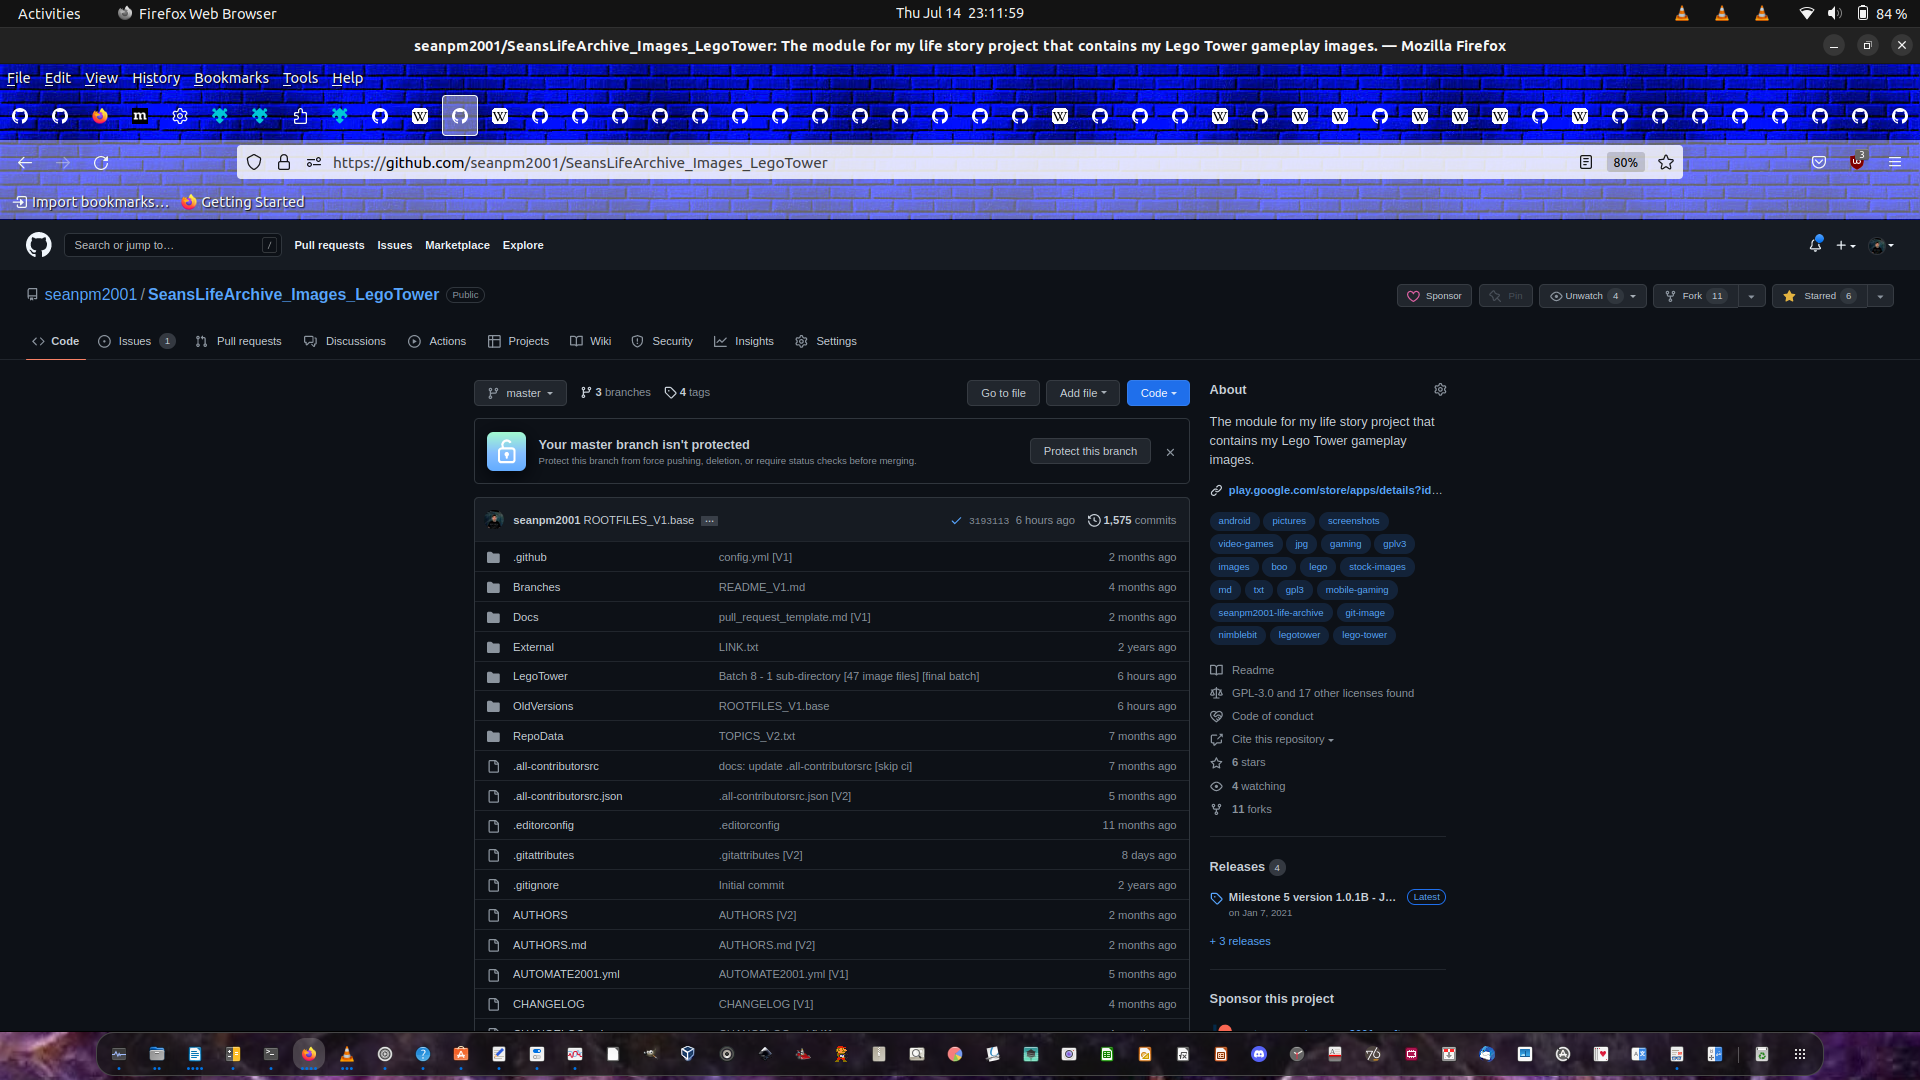 Activities
Firefox Web Browser
Thu Jul 14 23:11:59
84 %
seanpm2001/SeansLifeArchive_Images_LegoTower: The module for my life story project that contains my Lego Tower gameplay images. — Mozilla Firefox
File Edit View History Bookmarks Tools Help
https://github.com/seanpm2001/SeansLifeArchive_Images_LegoTower
80%
3
Import bookmarks…
Getting Started
Search or jump to…
/
Pull requests Issues Marketplace Explore
seanpm2001 / SeansLifeArchive_Images_LegoTower Public
Sponsor Pin Unwatch 4 Fork 11 Starred 6
Code Issues 1 Pull requests Discussions Actions Projects Wiki Security Insights Settings
master 3 branches 4 tags
Go to file Add file Code
Your master branch isn't protected
Protect this branch from force pushing, deletion, or require status checks before merging.
Protect this branch
seanpm2001 ROOTFILES_V1.base … 3193113 6 hours ago 1,575 commits
.github config.yml [V1] 2 months ago
Branches README_V1.md 4 months ago
Docs pull_request_template.md [V1] 2 months ago
External LINK.txt 2 years ago
LegoTower Batch 8 - 1 sub-directory [47 image files] [final batch] 6 hours ago
OldVersions ROOTFILES_V1.base 6 hours ago
RepoData TOPICS_V2.txt 7 months ago
.all-contributorsrc docs: update .all-contributorsrc [skip ci] 7 months ago
.all-contributorsrc.json .all-contributorsrc.json [V2] 5 months ago
.editorconfig .editorconfig 11 months ago
.gitattributes .gitattributes [V2] 8 days ago
.gitignore Initial commit 2 years ago
AUTHORS AUTHORS [V2] 2 months ago
AUTHORS.md AUTHORS.md [V2] 2 months ago
AUTOMATE2001.yml AUTOMATE2001.yml [V1] 5 months ago
CHANGELOG CHANGELOG [V1] 4 months ago
About
The module for my life story project that
contains my Lego Tower gameplay
images.
play.google.com/store/apps/details?id…
android pictures screenshots
video-games jpg gaming gplv3
images boo lego stock-images
md txt gpl3 mobile-gaming
seanpm2001-life-archive git-image
nimblebit legotower lego-tower
Readme
GPL-3.0 and 17 other licenses found
Code of conduct
Cite this repository
6 stars
4 watching
11 forks
Releases 4
Milestone 5 version 1.0.1B - J… Latest
on Jan 7, 2021
+ 3 releases
Sponsor this project